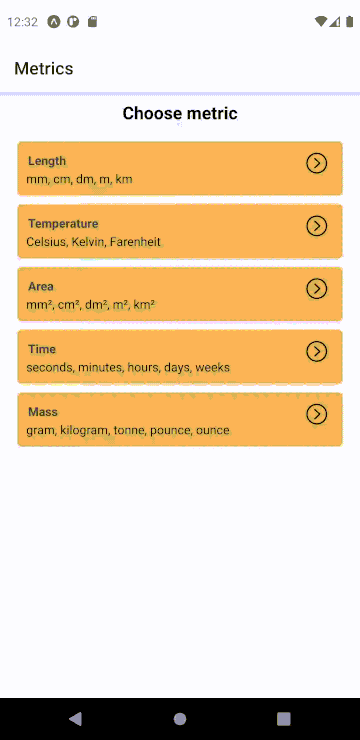 12:32
Metrics
Choose metric
Length
mm, cm, dm, m, km
Temperature
Celsius, Kelvin, Farenheit
Area
mm², cm², dm², m², km²
Time
seconds, minutes, hours, days, weeks
Mass
gram, kilogram, tonne, pounce, ounce